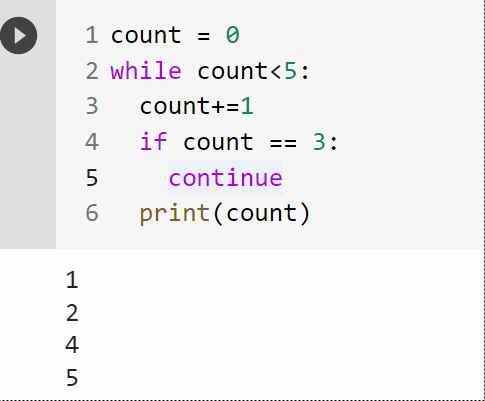 1 count = 0
2 while count<5:
3   count+=1
4   if count == 3:
5     continue
6   print(count)
1
2
4
5